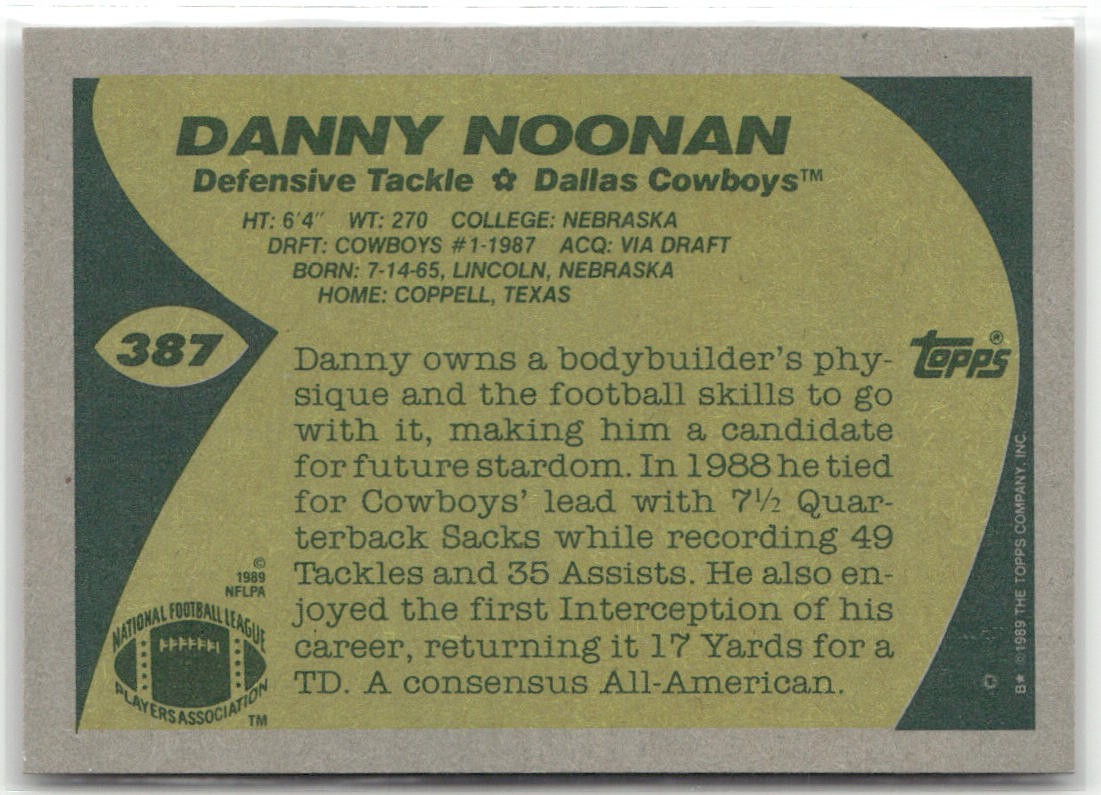 DANNY NOONAN
Defensive Tackle ✿ Dallas Cowboys™
HT: 6'4" WT: 270 COLLEGE: NEBRASKA
DRFT: COWBOYS #1-1987 ACQ: VIA DRAFT
BORN: 7-14-65, LINCOLN, NEBRASKA
HOME: COPPELL, TEXAS
387
topps®
Danny owns a bodybuilder's phy-
sique and the football skills to go
with it, making him a candidate
for future stardom. In 1988 he tied
for Cowboys' lead with 7½ Quar-
terback Sacks while recording 49
Tackles and 35 Assists. He also en-
joyed the first Interception of his
career, returning it 17 Yards for a
TD. A consensus All-American.
©
1989
NFLPA
NATIONAL FOOTBALL LEAGUE
PLAYERS ASSOCIATION
TM
B* ©1989 THE TOPPS COMPANY, INC.